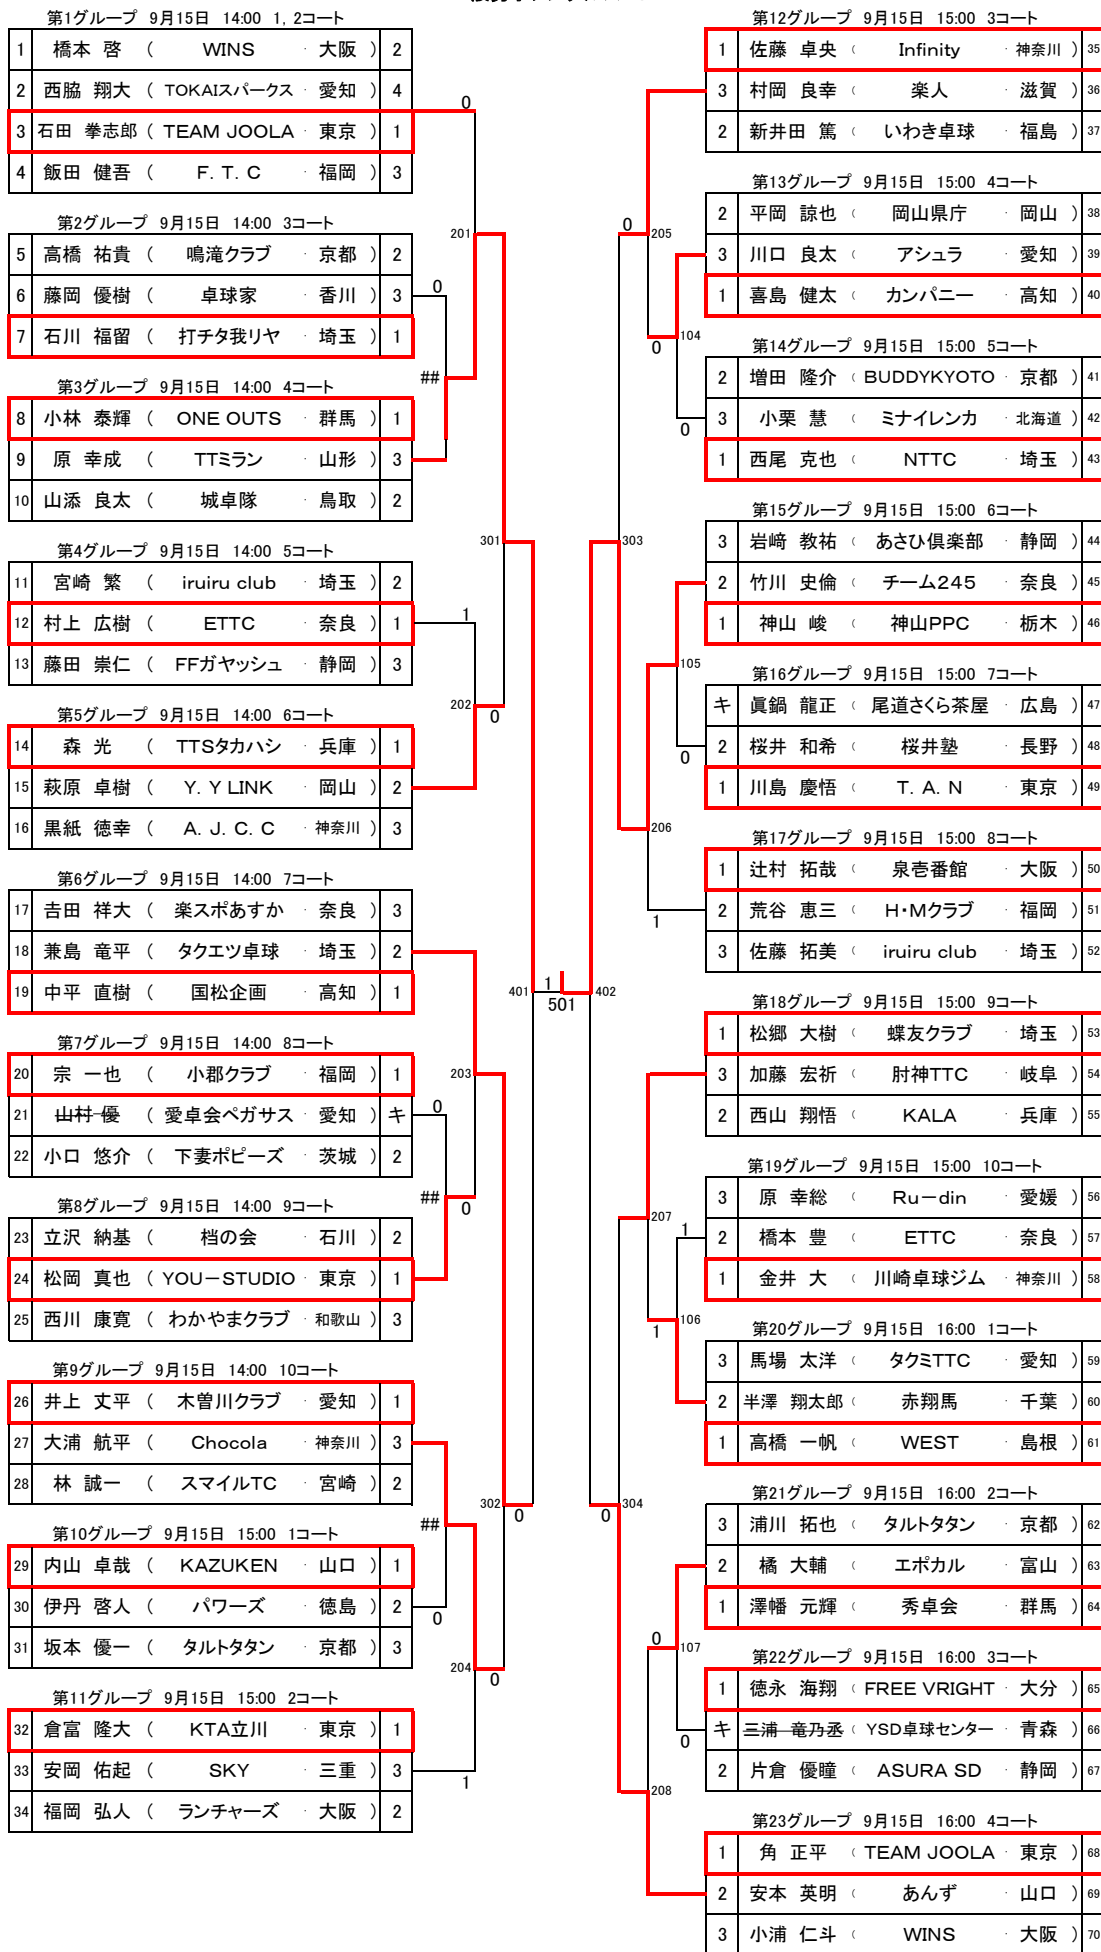 第1グループ 9月15日 14:00 1，2コート
1 橋本 啓 （ WINS ・ 大阪 ） 2
2 西脇 翔大 （ TOKAIスパークス ・ 愛知 ） 4
3 石田 拳志郎 （ TEAM JOOLA ・ 東京 ） 1
4 飯田 健吾 （ F．T．C ・ 福岡 ） 3
0
第2グループ 9月15日 14:00 3コート
5 高橋 祐貴 （ 鳴滝クラブ ・ 京都 ） 2
6 藤岡 優樹 （ 卓球家 ・ 香川 ） 3
7 石川 福留 （ 打チタ我リヤ ・ 埼玉 ） 1
201
0
##
第3グループ 9月15日 14:00 4コート
8 小林 泰輝 （ ONE OUTS ・ 群馬 ） 1
9 原 幸成 （ TTミラン ・ 山形 ） 3
10 山添 良太 （ 城卓隊 ・ 鳥取 ） 2
301
第4グループ 9月15日 14:00 5コート
11 宮崎 繁 （ iruiru club ・ 埼玉 ） 2
12 村上 広樹 （ ETTC ・ 奈良 ） 1
13 藤田 崇仁 （ FFガヤッシュ ・ 静岡 ） 3
1
202
0
第5グループ 9月15日 14:00 6コート
14 森 光 （ TTSタカハシ ・ 兵庫 ） 1
15 萩原 卓樹 （ Y．Y LINK ・ 岡山 ） 2
16 黒紙 徳幸 （ A．J．C．C ・ 神奈川 ） 3
第6グループ 9月15日 14:00 7コート
17 吉田 祥大 （ 楽スポあすか ・ 奈良 ） 3
18 兼島 竜平 （ タクエツ卓球 ・ 埼玉 ） 2
19 中平 直樹 （ 国松企画 ・ 高知 ） 1
401
1
501
402
第7グループ 9月15日 14:00 8コート
20 宗 一也 （ 小郡クラブ ・ 福岡 ） 1
21 山村 優 （ 愛卓会ペガサス ・ 愛知 ） キ
22 小口 悠介 （ 下妻ポピーズ ・ 茨城 ） 2
203
0
##
0
第8グループ 9月15日 14:00 9コート
23 立沢 納基 （ 档の会 ・ 石川 ） 2
24 松岡 真也 （ YOU－STUDIO ・ 東京 ） 1
25 西川 康寛 （ わかやまクラブ ・ 和歌山 ） 3
第9グループ 9月15日 14:00 10コート
26 井上 丈平 （ 木曽川クラブ ・ 愛知 ） 1
27 大浦 航平 （ Chocola ・ 神奈川 ） 3
28 林 誠一 （ スマイルTC ・ 宮崎 ） 2
302
0
##
第10グループ 9月15日 15:00 1コート
29 内山 卓哉 （ KAZUKEN ・ 山口 ） 1
30 伊丹 啓人 （ パワーズ ・ 徳島 ） 2
31 坂本 優一 （ タルトタタン ・ 京都 ） 3
0
204
0
第11グループ 9月15日 15:00 2コート
32 倉富 隆大 （ KTA立川 ・ 東京 ） 1
33 安岡 佑起 （ SKY ・ 三重 ） 3
34 福岡 弘人 （ ランチャーズ ・ 大阪 ） 2
1
第12グループ 9月15日 15:00 3コート
1 佐藤 卓央 （ Infinity ・ 神奈川 ） 35
3 村岡 良幸 （ 楽人 ・ 滋賀 ） 36
2 新井田 篤 （ いわき卓球 ・ 福島 ） 37
第13グループ 9月15日 15:00 4コート
2 平岡 諒也 （ 岡山県庁 ・ 岡山 ） 38
3 川口 良太 （ アシュラ ・ 愛知 ） 39
1 喜島 健太 （ カンパニー ・ 高知 ） 40
0
205
104
0
第14グループ 9月15日 15:00 5コート
2 増田 隆介 （ BUDDYKYOTO ・ 京都 ） 41
3 小栗 慧 （ ミナイレンカ ・ 北海道 ） 42
1 西尾 克也 （ NTTC ・ 埼玉 ） 43
0
第15グループ 9月15日 15:00 6コート
3 岩﨑 教祐 （ あさひ倶楽部 ・ 静岡 ） 44
2 竹川 史倫 （ チーム245 ・ 奈良 ） 45
1 神山 峻 （ 神山PPC ・ 栃木 ） 46
303
105
第16グループ 9月15日 15:00 7コート
キ 眞鍋 龍正 （ 尾道さくら茶屋 ・ 広島 ） 47
2 桜井 和希 （ 桜井塾 ・ 長野 ） 48
1 川島 慶悟 （ T．A．N ・ 東京 ） 49
0
206
第17グループ 9月15日 15:00 8コート
1 辻村 拓哉 （ 泉壱番館 ・ 大阪 ） 50
2 荒谷 恵三 （ H・Mクラブ ・ 福岡 ） 51
3 佐藤 拓美 （ iruiru club ・ 埼玉 ） 52
1
第18グループ 9月15日 15:00 9コート
1 松郷 大樹 （ 蝶友クラブ ・ 埼玉 ） 53
3 加藤 宏祈 （ 肘神TTC ・ 岐阜 ） 54
2 西山 翔悟 （ KALA ・ 兵庫 ） 55
第19グループ 9月15日 15:00 10コート
3 原 幸総 （ Ru－din ・ 愛媛 ） 56
2 橋本 豊 （ ETTC ・ 奈良 ） 57
1 金井 大 （ 川崎卓球ジム ・ 神奈川 ） 58
207
1
106
1
第20グループ 9月15日 16:00 1コート
3 馬場 太洋 （ タクミTTC ・ 愛知 ） 59
2 半澤 翔太郎 （ 赤翔馬 ・ 千葉 ） 60
1 高橋 一帆 （ WEST ・ 島根 ） 61
304
0
第21グループ 9月15日 16:00 2コート
3 浦川 拓也 （ タルトタタン ・ 京都 ） 62
2 橘 大輔 （ エポカル ・ 富山 ） 63
1 澤幡 元輝 （ 秀卓会 ・ 群馬 ） 64
0
107
第22グループ 9月15日 16:00 3コート
1 徳永 海翔 （ FREE VRIGHT ・ 大分 ） 65
キ 三浦 竜乃丞 （ YSD卓球センター ・ 青森 ） 66
2 片倉 優瞳 （ ASURA SD ・ 静岡 ） 67
0
208
第23グループ 9月15日 16:00 4コート
1 角 正平 （ TEAM JOOLA ・ 東京 ） 68
2 安本 英明 （ あんず ・ 山口 ） 69
3 小浦 仁斗 （ WINS ・ 大阪 ） 70